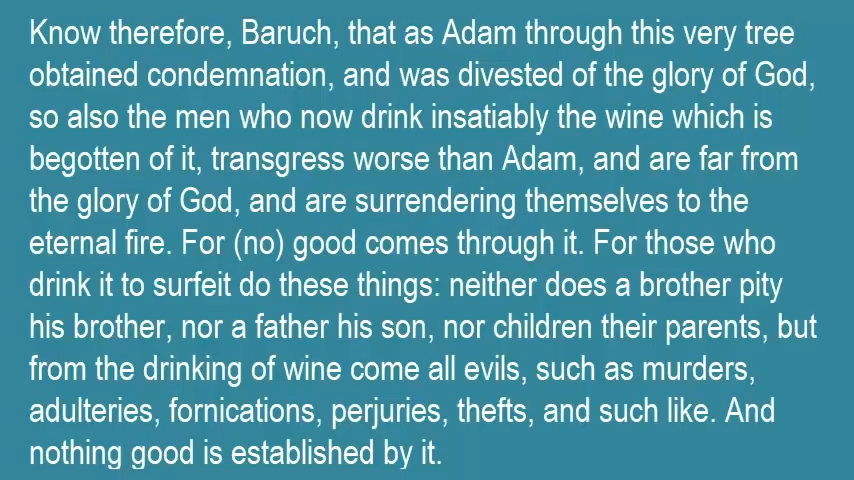 Know therefore, Baruch, that as Adam through this very tree
obtained condemnation, and was divested of the glory of God,
so also the men who now drink insatiably the wine which is
begotten of it, transgress worse than Adam, and are far from
the glory of God, and are surrendering themselves to the
eternal fire. For (no) good comes through it. For those who
drink it to surfeit do these things: neither does a brother pity
his brother, nor a father his son, nor children their parents, but
from the drinking of wine come all evils, such as murders,
adulteries, fornications, perjuries, thefts, and such like. And
nothing good is established by it.